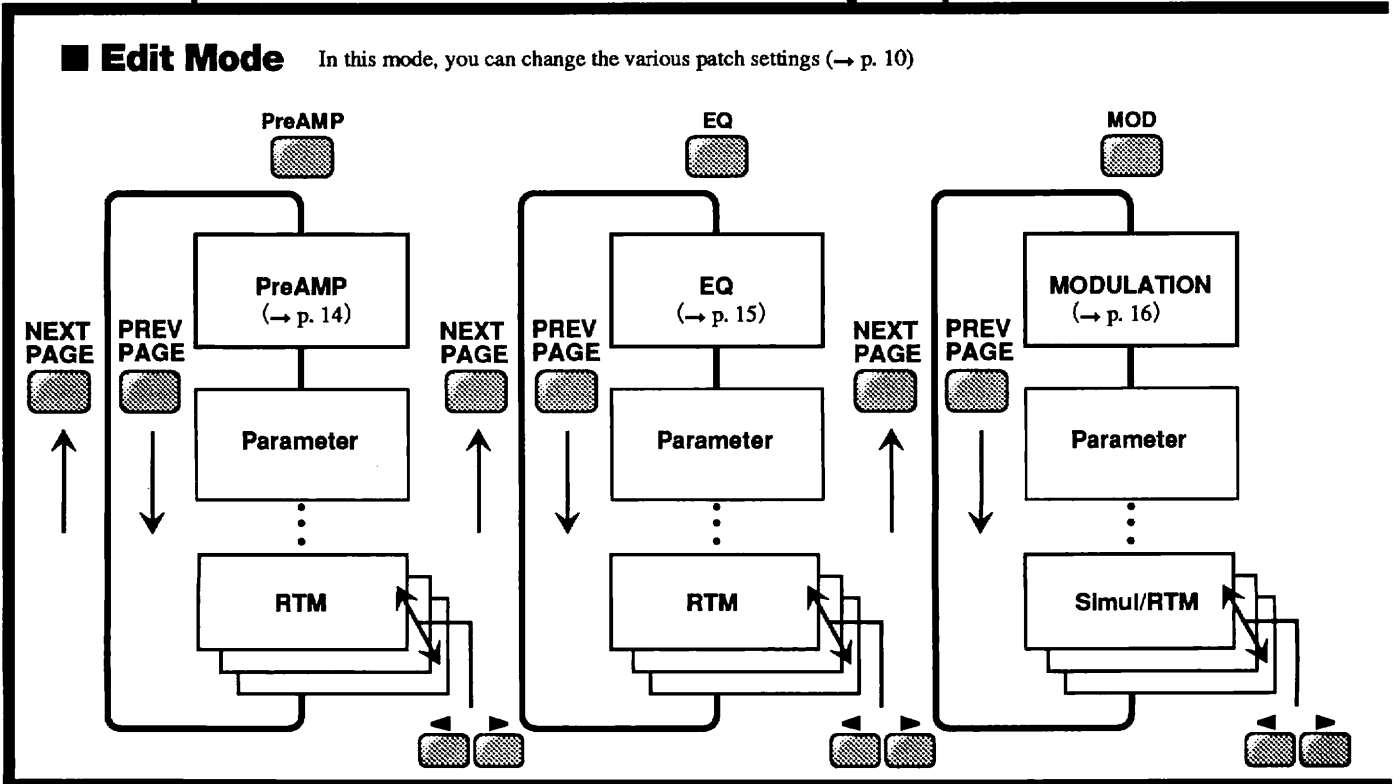 ■ Edit Mode In this mode, you can change the various patch settings (→ p. 10)
PreAMP
EQ
MOD
PreAMP
(→ p. 14)
EQ
(→ p. 15)
MODULATION
(→ p. 16)
NEXT
PAGE
PREV
PAGE
NEXT
PAGE
PREV
PAGE
NEXT
PAGE
PREV
PAGE
Parameter
Parameter
Parameter
RTM
RTM
Simul/RTM